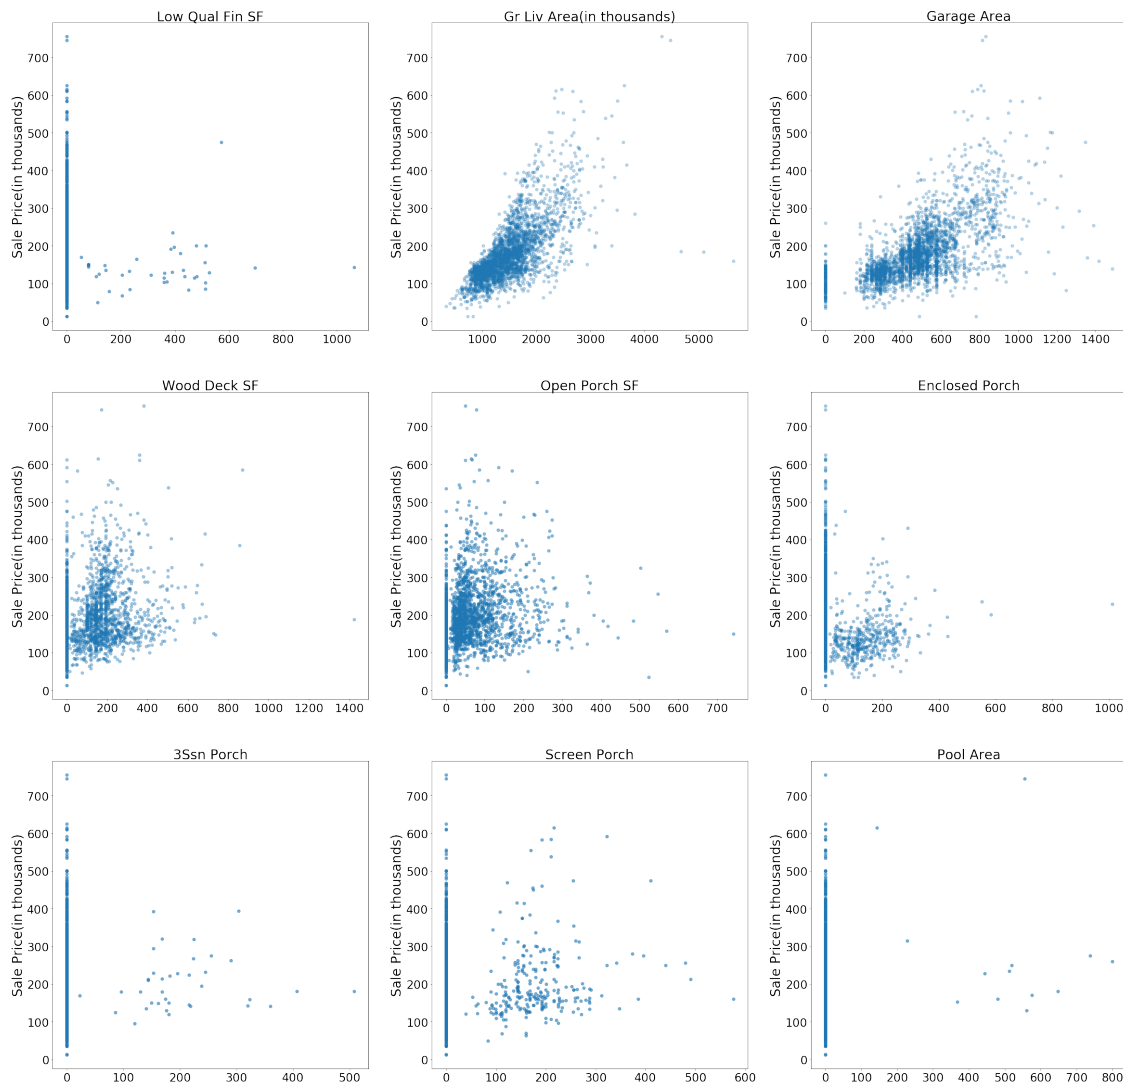 Low Qual Fin SF
Gr Liv Area(in thousands)
Garage Area
Sale Price(in thousands)
700
600
500
400
300
200
100
0
0 200 400 600 800 1000
Sale Price(in thousands)
700
600
500
400
300
200
100
0
1000 2000 3000 4000 5000
Sale Price(in thousands)
700
600
500
400
300
200
100
0
0 200 400 600 800 1000 1200 1400
Wood Deck SF
Open Porch SF
Enclosed Porch
Sale Price(in thousands)
700
600
500
400
300
200
100
0
0 200 400 600 800 1000 1200 1400
Sale Price(in thousands)
700
600
500
400
300
200
100
0
0 100 200 300 400 500 600 700
Sale Price(in thousands)
700
600
500
400
300
200
100
0
0 200 400 600 800 1000
3Ssn Porch
Screen Porch
Pool Area
Sale Price(in thousands)
700
600
500
400
300
200
100
0
0 100 200 300 400 500
Sale Price(in thousands)
700
600
500
400
300
200
100
0
0 100 200 300 400 500 600
Sale Price(in thousands)
700
600
500
400
300
200
100
0
0 100 200 300 400 500 600 700 800